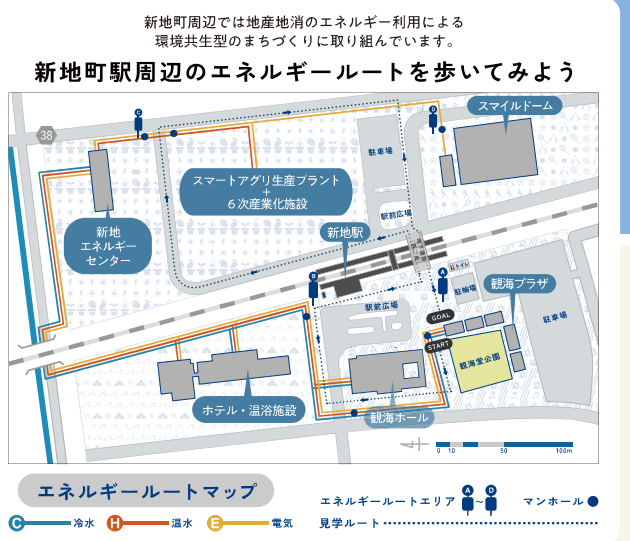 新地町周辺では地産地消のエネルギー利用による
環境共生型のまちづくりに取り組んでいます。
新地町駅周辺のエネルギールートを歩いてみよう
38
C
D
スマイルドーム
駐車場
スマートアグリ生産プラント
+
6次産業化施設
駅前広場
新地
エネルギー
センター
新地駅
トイレ
B
A
駐輪場
観海プラザ
駅前広場
GOAL
START
駐車場
観海堂公園
ホテル・温浴施設
観海ホール
0 10 50 100m
エネルギールートマップ
エネルギールートエリア A ~ D マンホール
C 冷水 H 温水 E 電気
見学ルート